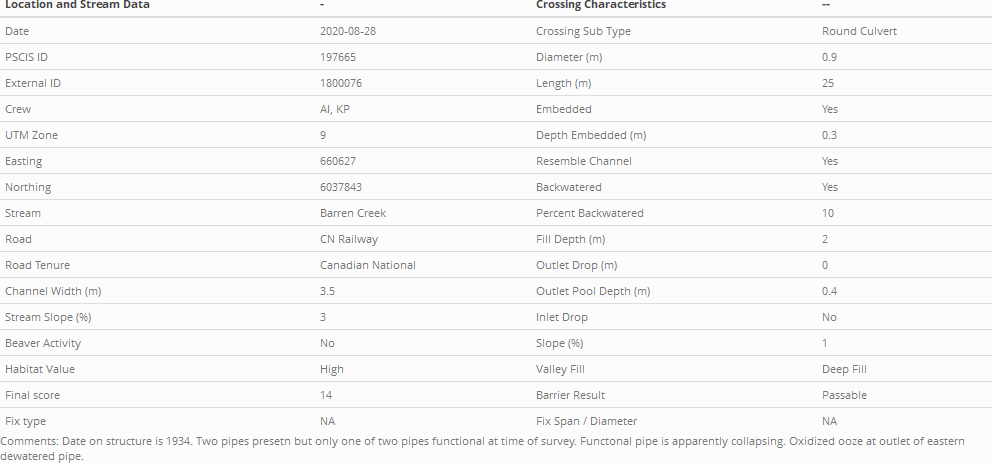 Location and Stream Data - Crossing Characteristics --
Date 2020-08-28 Crossing Sub Type Round Culvert
PSCIS ID 197665 Diameter (m) 0.9
External ID 1800076 Length (m) 25
Crew AI, KP Embedded Yes
UTM Zone 9 Depth Embedded (m) 0.3
Easting 660627 Resemble Channel Yes
Northing 6037843 Backwatered Yes
Stream Barren Creek Percent Backwatered 10
Road CN Railway Fill Depth (m) 2
Road Tenure Canadian National Outlet Drop (m) 0
Channel Width (m) 3.5 Outlet Pool Depth (m) 0.4
Stream Slope (%) 3 Inlet Drop No
Beaver Activity No Slope (%) 1
Habitat Value High Valley Fill Deep Fill
Final score 14 Barrier Result Passable
Fix type NA Fix Span / Diameter NA
Comments: Date on structure is 1934. Two pipes presetn but only one of two pipes functional at time of survey. Functonal pipe is apparently collapsing. Oxidized ooze at outlet of eastern
dewatered pipe.